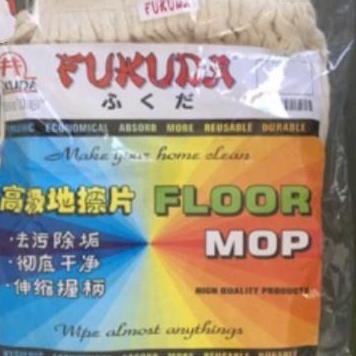 FUKUDA
FUKUDA
ふくだ
ECONOMICAL ABSORB MORE REUSABLE DURABLE
Make your home clean
高級地擦片 FLOOR
MOP
·去污除垢
·彻底干净
·伸缩握柄
HIGH QUALITY PRODUCTS
Wipe almost anythings